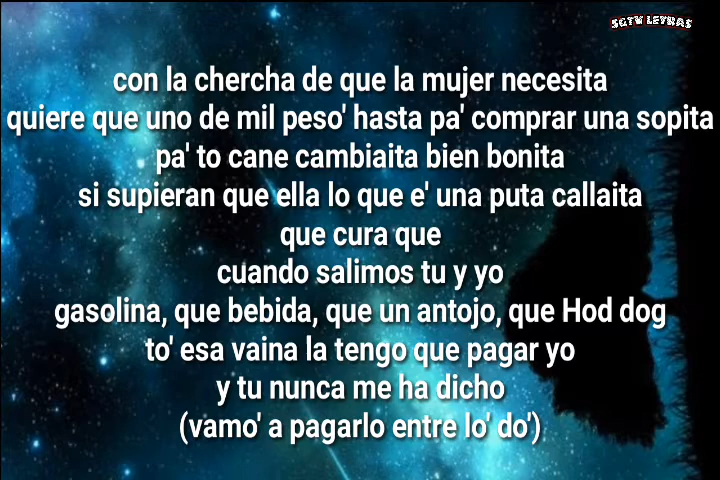 SGTV LETRAS
con la chercha de que la mujer necesita
quiere que uno de mil peso' hasta pa' comprar una sopita
pa' to cane cambiaita bien bonita
si supieran que ella lo que e' una puta callaita
que cura que
cuando salimos tu y yo
gasolina, que bebida, que un antojo, que Hod dog
to' esa vaina la tengo que pagar yo
y tu nunca me ha dicho
(vamo' a pagarlo entre lo' do')